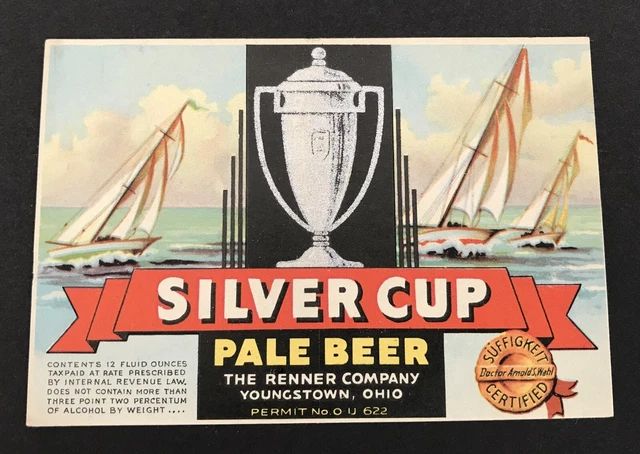 SILVER CUP
PALE BEER
THE RENNER COMPANY
YOUNGSTOWN, OHIO
PERMIT No. O U 622
CONTENTS 12 FLUID OUNCES
TAXPAID AT RATE PRESCRIBED
BY INTERNAL REVENUE LAW.
DOES NOT CONTAIN MORE THAN
THREE POINT TWO PERCENTUM
OF ALCOHOL BY WEIGHT ....
SÜFFIGKEIT
Doctor Arnold S. Wahl
CERTIFIED